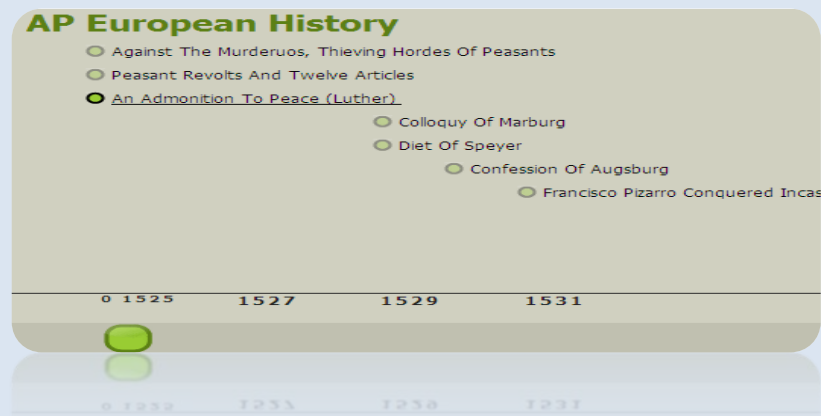 AP European History
Against The Murderuos, Thieving Hordes Of Peasants
Peasant Revolts And Twelve Articles
An Admonition To Peace (Luther)
Colloquy Of Marburg
Diet Of Speyer
Confession Of Augsburg
Francisco Pizarro Conquered Incas
0 1525 1527 1529 1531